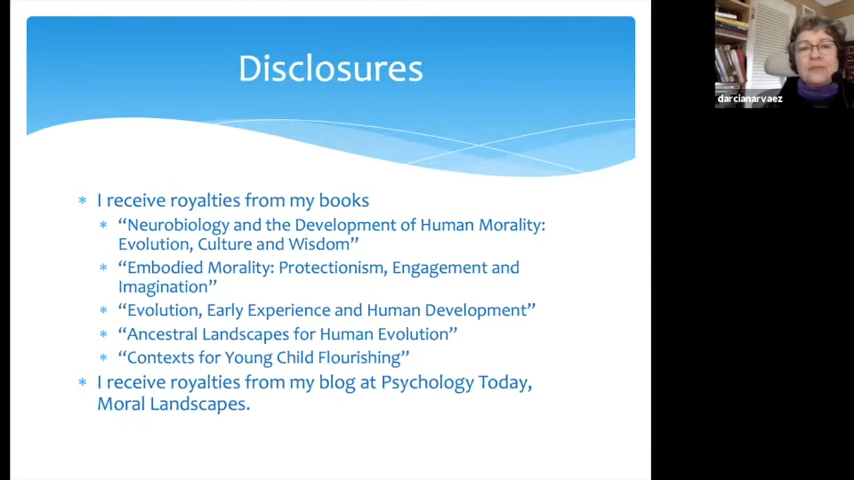 Disclosures
darcianarvaez
* I receive royalties from my books
* “Neurobiology and the Development of Human Morality:
Evolution, Culture and Wisdom”
* “Embodied Morality: Protectionism, Engagement and
Imagination”
* “Evolution, Early Experience and Human Development”
* “Ancestral Landscapes for Human Evolution”
* “Contexts for Young Child Flourishing”
* I receive royalties from my blog at Psychology Today,
Moral Landscapes.